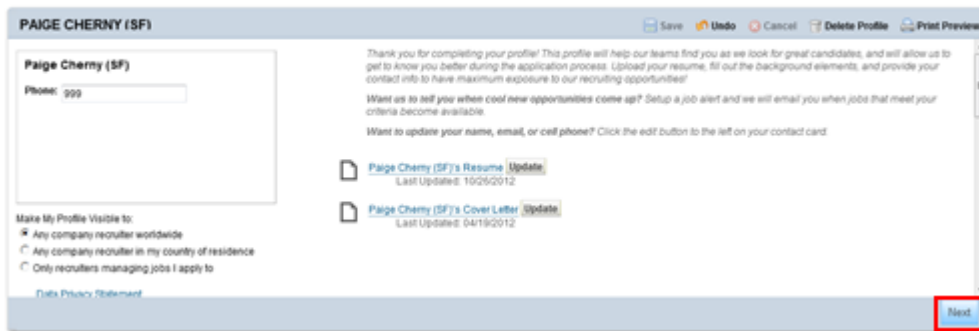 PAIGE CHERNY (SF)
Save Undo Cancel Delete Profile Print Preview
Paige Cherny (SF)
Phone: 999
Thank you for completing your profile! This profile will help our teams find you as we look for great candidates, and will allow us to
get to know you better during the application process. Upload your resume, fill out the background elements, and provide your
contact info to have maximum exposure to our recruiting opportunities!
Want us to tell you when cool new opportunities come up? Setup a job alert and we will email you when jobs that meet your
criteria become available.
Want to update your name, email, or cell phone? Click the edit button to the left on your contact card.
Paige Cherny (SF)'s Resume Update
Last Updated: 10/26/2012
Paige Cherny (SF)'s Cover Letter Update
Last Updated: 04/19/2012
Make My Profile Visible to:
Any company recruiter worldwide
Any company recruiter in my country of residence
Only recruiters managing jobs I apply to
Data Privacy Statement
Next